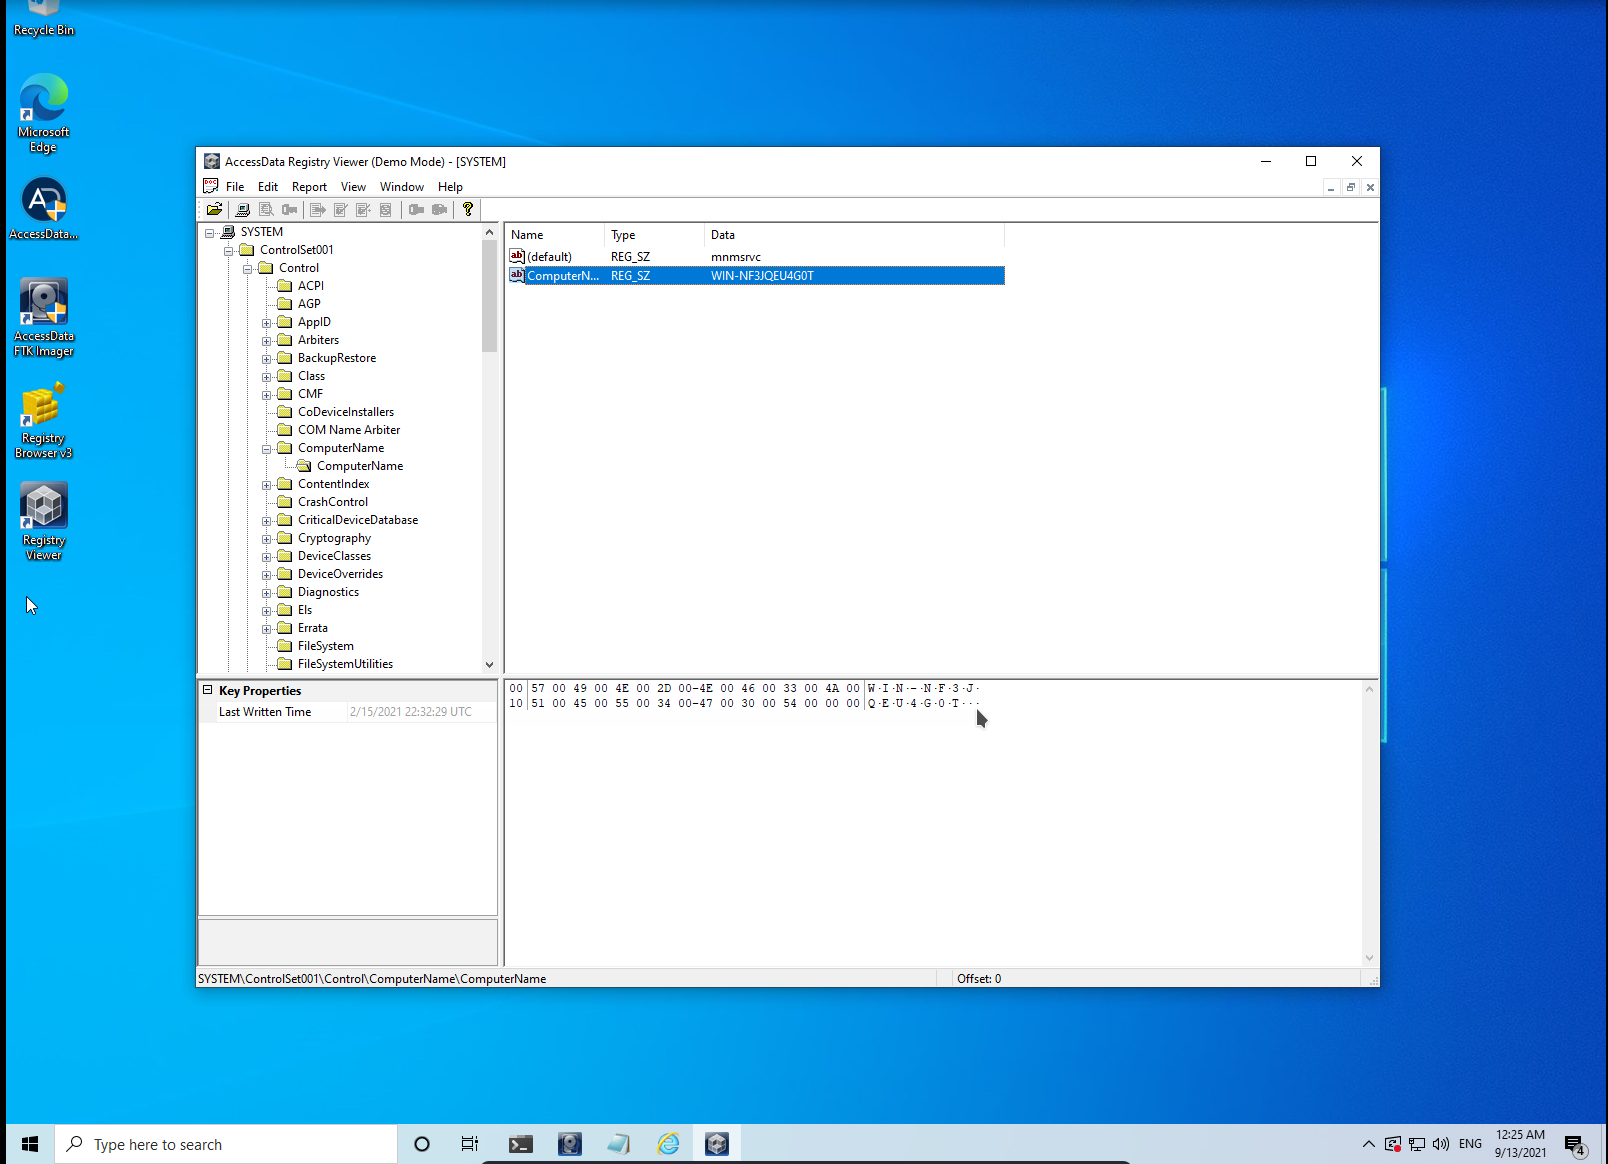 Recycle Bin
Microsoft
Edge
AccessData...
AccessData
FTK Imager
Registry
Browser v3
Registry
Viewer
AccessData Registry Viewer (Demo Mode) - [SYSTEM]
File Edit Report View Window Help
SYSTEM
ControlSet001
Control
ACPI
AGP
AppID
Arbiters
BackupRestore
Class
CMF
CoDeviceInstallers
COM Name Arbiter
ComputerName
ComputerName
ContentIndex
CrashControl
CriticalDeviceDatabase
Cryptography
DeviceClasses
DeviceOverrides
Diagnostics
Els
Errata
FileSystem
FileSystemUtilities
Name Type Data
(default) REG_SZ mnmsrvc
ComputerN... REG_SZ WIN-NF3JQEU4G0T
Key Properties
Last Written Time 2/15/2021 22:32:29 UTC
00 57 00 49 00 4E 00 2D 00-4E 00 46 00 33 00 4A 00 W·I·N·-·N·F·3·J·
10 51 00 45 00 55 00 34 00-47 00 30 00 54 00 00 00 Q·E·U·4·G·0·T···
SYSTEM\ControlSet001\Control\ComputerName\ComputerName
Offset: 0
Type here to search
ENG
12:25 AM
9/13/2021
4